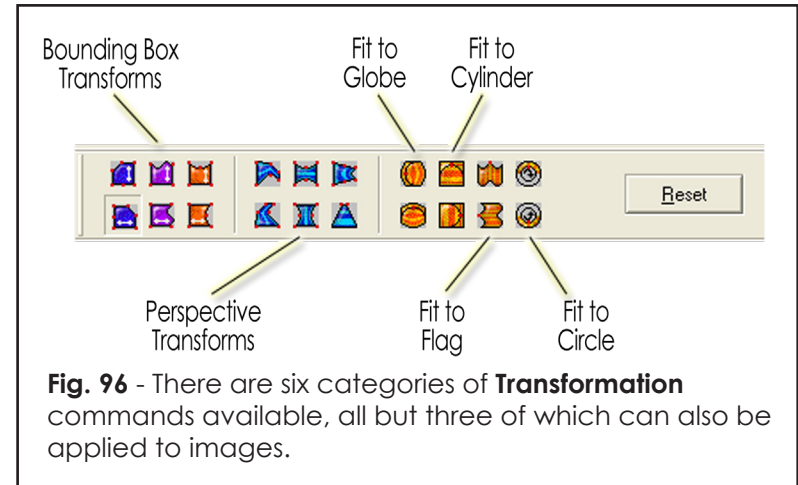 Bounding Box
Transforms
Fit to
Globe
Fit to
Cylinder
Reset
Perspective
Transforms
Fit to
Flag
Fit to
Circle
Fig. 96 - There are six categories of Transformation
commands available, all but three of which can also be
applied to images.